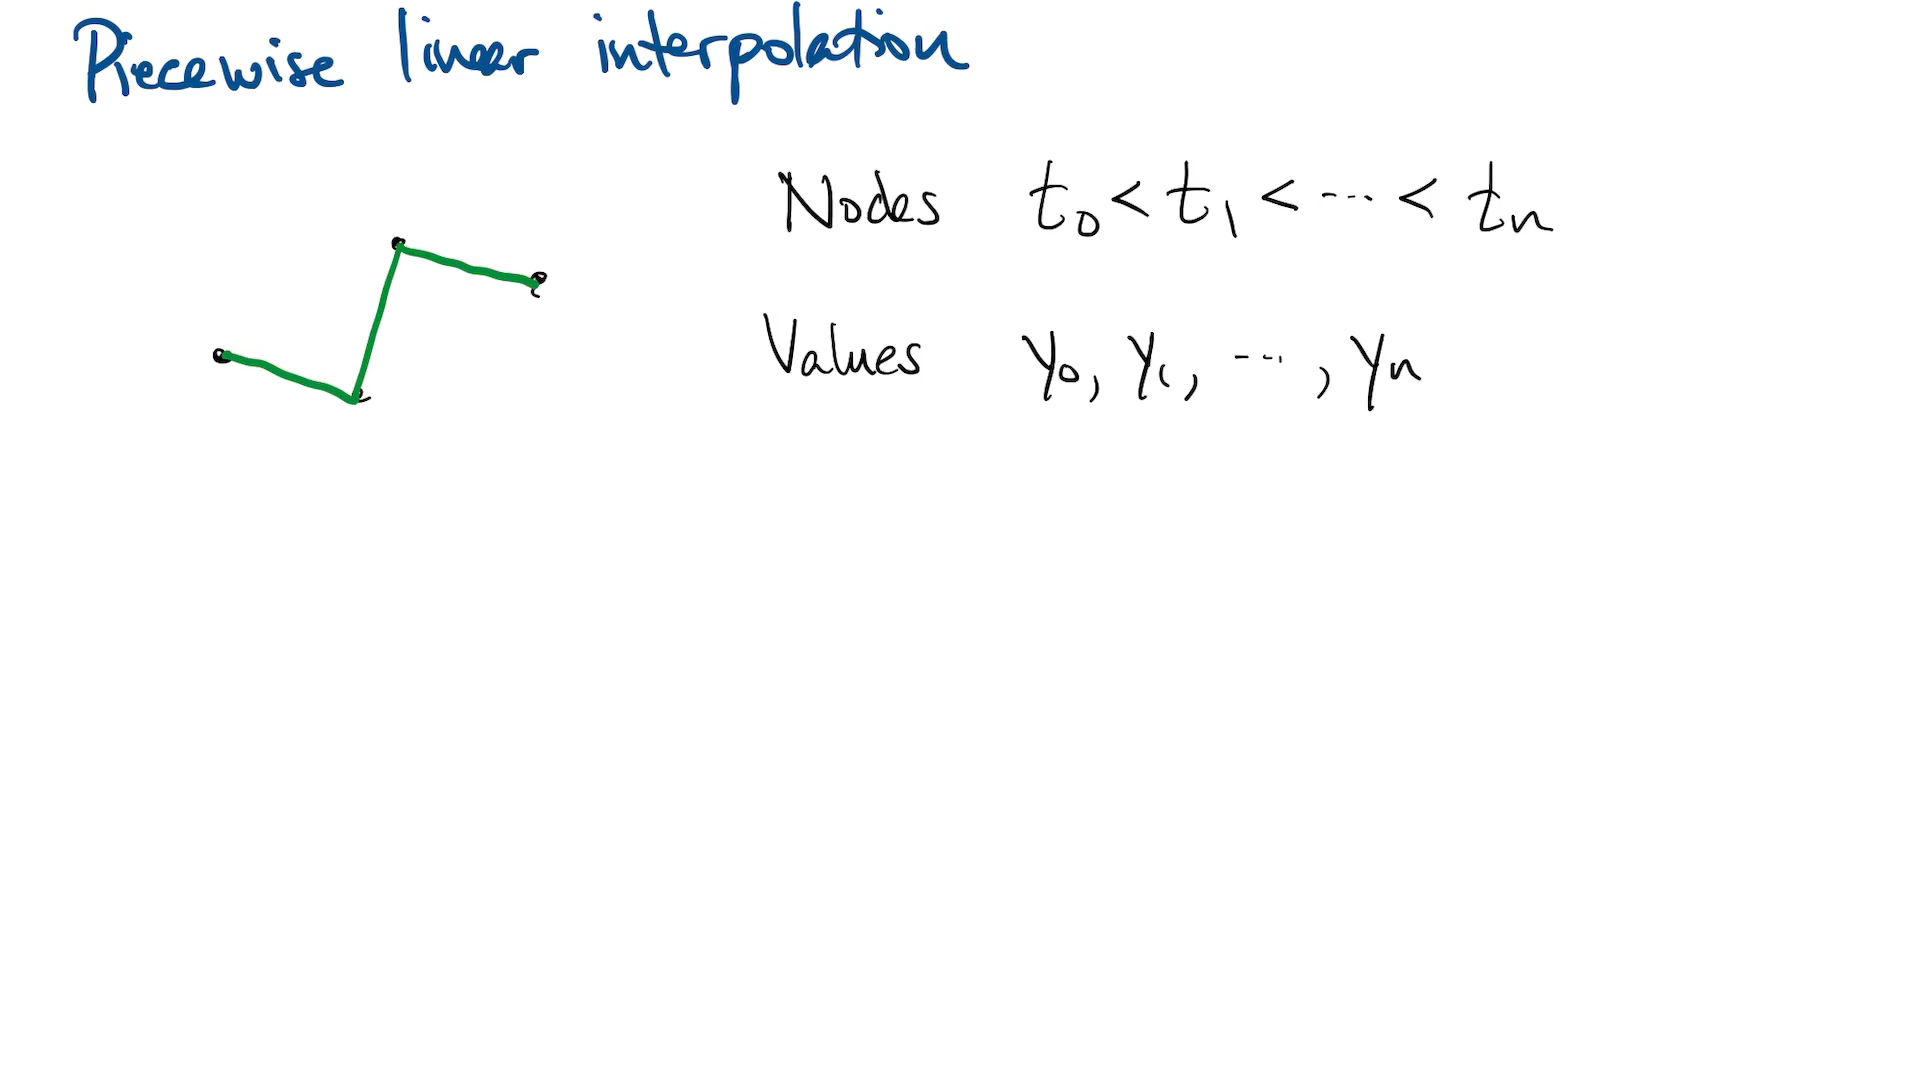 Piecewise linear interpolation
Nodes t₀ < t₁ < ... < tₙ
Values y₀, y₁, ..., yₙ